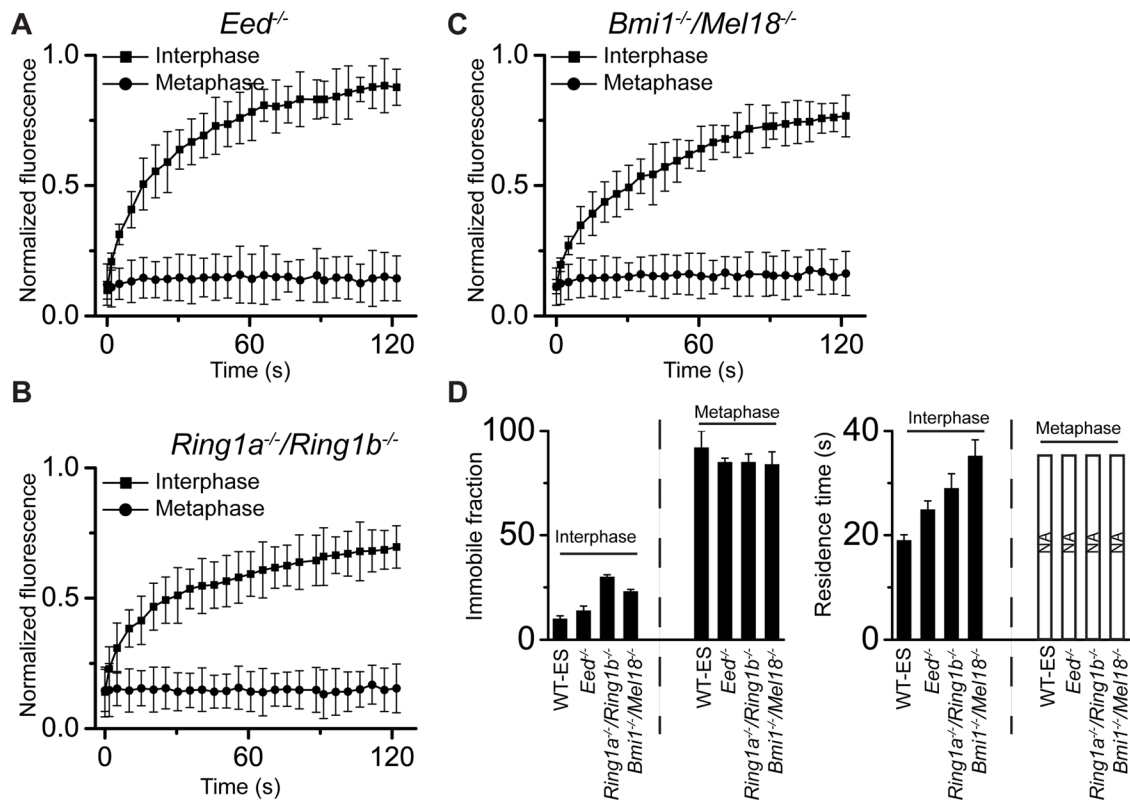 A
Eed-/-
1.0
0.5
0.0
Normalized fluorescence
Interphase
Metaphase
0
60
120
Time (s)
C
Bmi1-/-/Mel18-/-
1.0
0.5
0.0
Normalized fluorescence
Interphase
Metaphase
0
60
120
Time (s)
B
Ring1a-/-/Ring1b-/-
1.0
0.5
0.0
Normalized fluorescence
Interphase
Metaphase
0
60
120
Time (s)
D
100
50
0
Immobile fraction
Interphase
Metaphase
WT-ES
Eed-/-
Ring1a-/-/Ring1b-/-
Bmi1-/-/Mel18-/-
WT-ES
Eed-/-
Ring1a-/-/Ring1b-/-
Bmi1-/-/Mel18-/-
40
20
0
Residence time (s)
Interphase
Metaphase
NA
NA
NA
NA
WT-ES
Eed-/-
Ring1a-/-/Ring1b-/-
Bmi1-/-/Mel18-/-
WT-ES
Eed-/-
Ring1a-/-/Ring1b-/-
Bmi1-/-/Mel18-/-